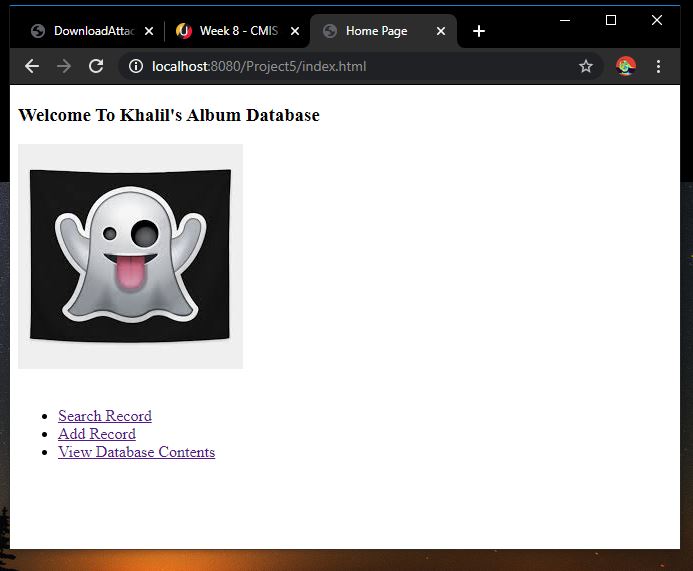 DownloadAttac
Week 8 - CMIS
Home Page
localhost:8080/Project5/index.html
Welcome To Khalil's Album Database
Search Record
Add Record
View Database Contents